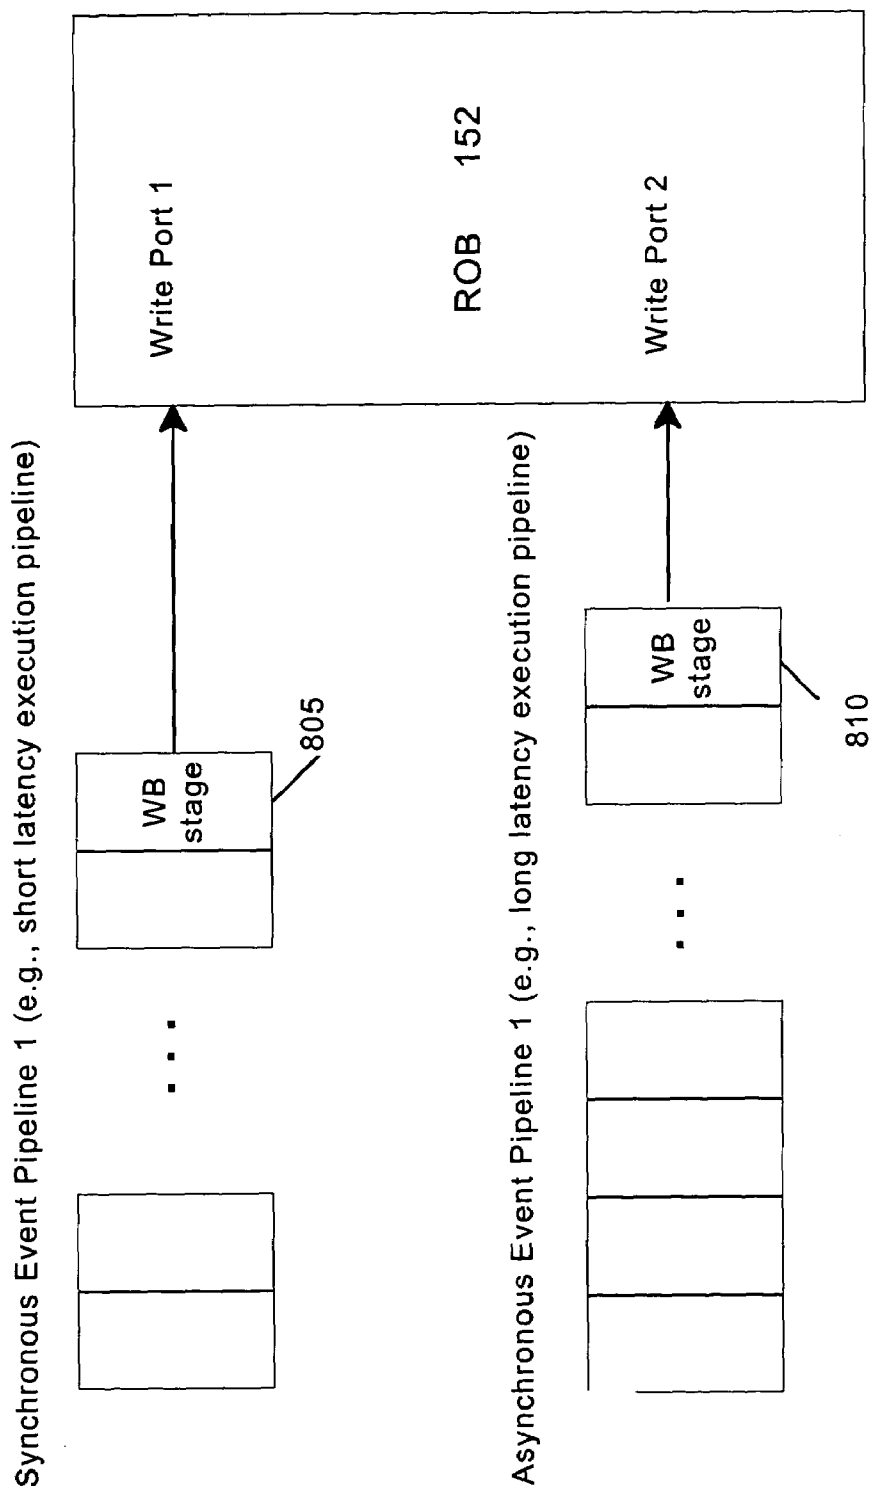 Synchronous Event Pipeline 1 (e.g., short latency execution pipeline)
WB
stage
805
Write Port 1
ROB 152
Asynchronous Event Pipeline 1 (e.g., long latency execution pipeline)
WB
stage
810
Write Port 2